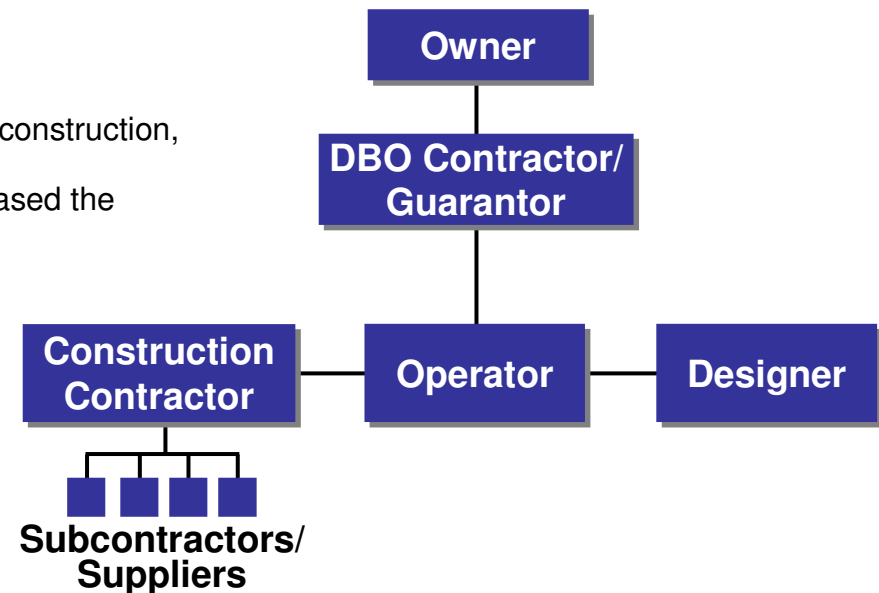 Owner
construction,
DBO Contractor/
Guarantor
ased the
Construction
Contractor
Operator
Designer
Subcontractors/
Suppliers